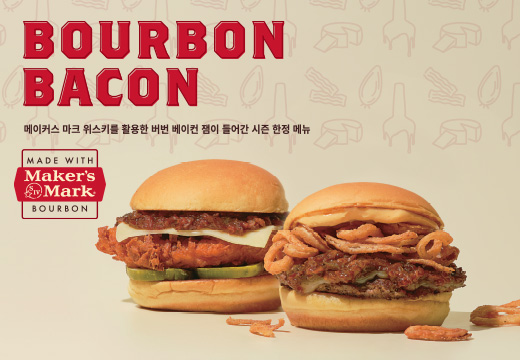 BOURBON
BACON
메이커스 마크 위스키를 활용한 버번 베이컨 잼이 들어간 시즌 한정 메뉴
MADE WITH
Maker's
Mark
S IV
BOURBON